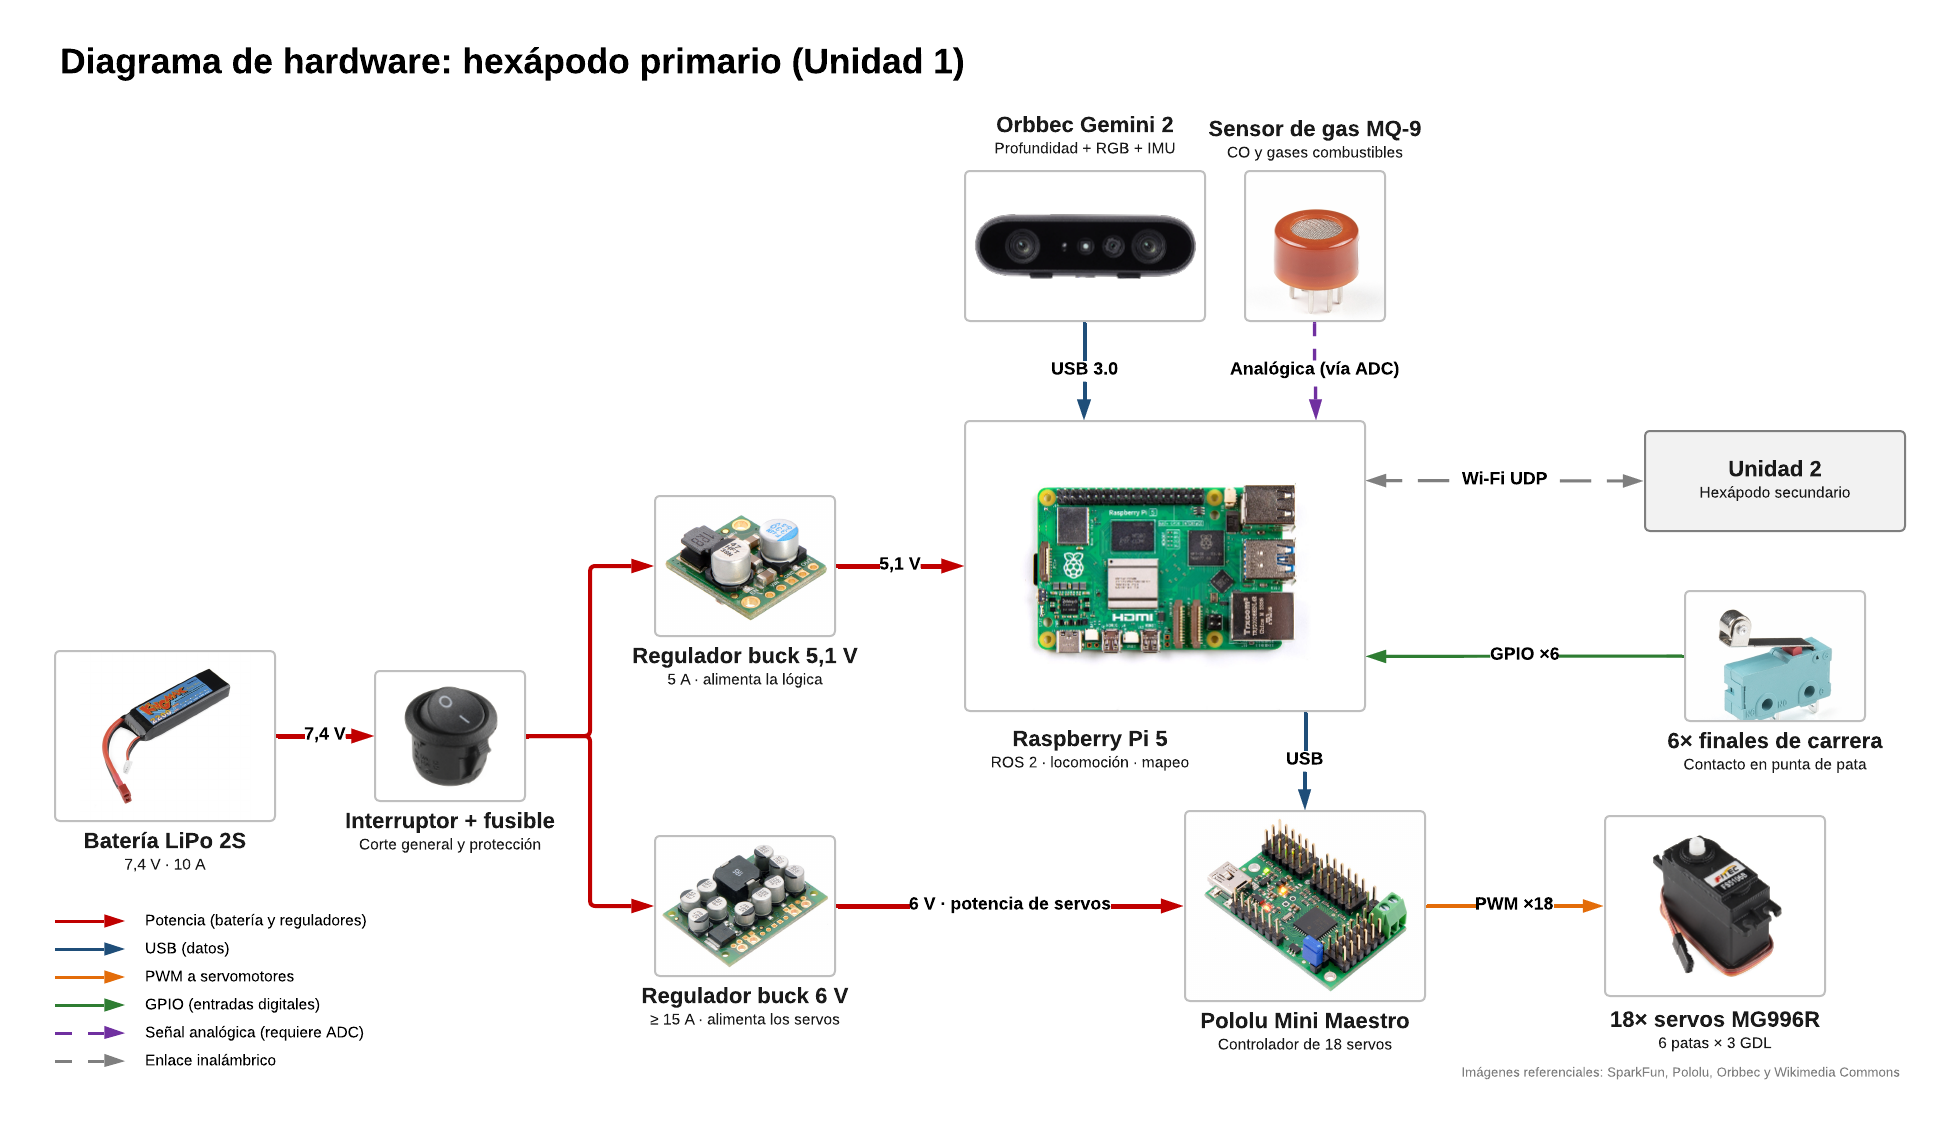 Diagrama de hardware: hexápodo primario (Unidad 1)
Orbbec Gemini 2
Profundidad + RGB + IMU
Sensor de gas MQ-9
CO y gases combustibles
USB 3.0
Analógica (vía ADC)
Wi-Fi UDP
Unidad 2
Hexápodo secundario
Raspberry Pi 5
HDMI
5,1 V
Regulador buck 5,1 V
5 A · alimenta la lógica
GPIO ×6
6× finales de carrera
Contacto en punta de pata
Raspberry Pi 5
ROS 2 · locomoción · mapeo
USB
7,4 V
Batería LiPo 2S
7,4 V · 10 A
Interruptor + fusible
Corte general y protección
6 V · potencia de servos
Regulador buck 6 V
≥ 15 A · alimenta los servos
PWM ×18
Pololu Mini Maestro
Controlador de 18 servos
18× servos MG996R
6 patas × 3 GDL
Potencia (batería y reguladores)
USB (datos)
PWM a servomotores
GPIO (entradas digitales)
Señal analógica (requiere ADC)
Enlace inalámbrico
Imágenes referenciales: SparkFun, Pololu, Orbbec y Wikimedia Commons